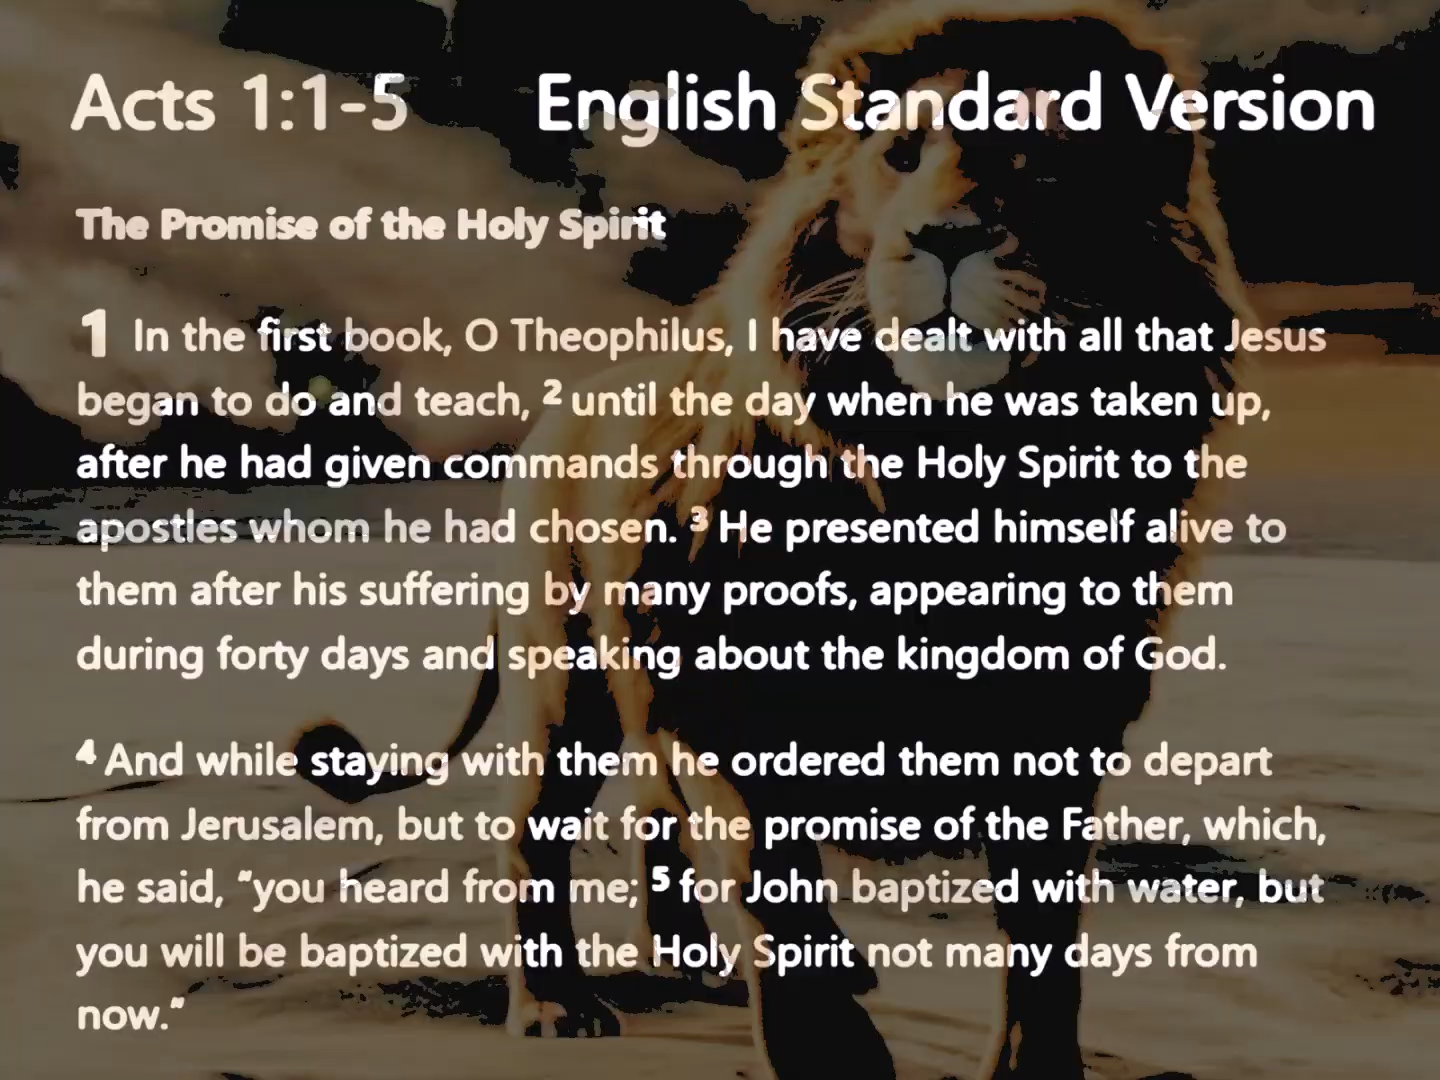 Acts 1:1-5 English Standard Version
The Promise of the Holy Spirit
1 In the first book, O Theophilus, I have dealt with all that Jesus
began to do and teach, 2 until the day when he was taken up,
after he had given commands through the Holy Spirit to the
apostles whom he had chosen. 3 He presented himself alive to
them after his suffering by many proofs, appearing to them
during forty days and speaking about the kingdom of God.
4 And while staying with them he ordered them not to depart
from Jerusalem, but to wait for the promise of the Father, which,
he said, "you heard from me; 5 for John baptized with water, but
you will be baptized with the Holy Spirit not many days from
now."